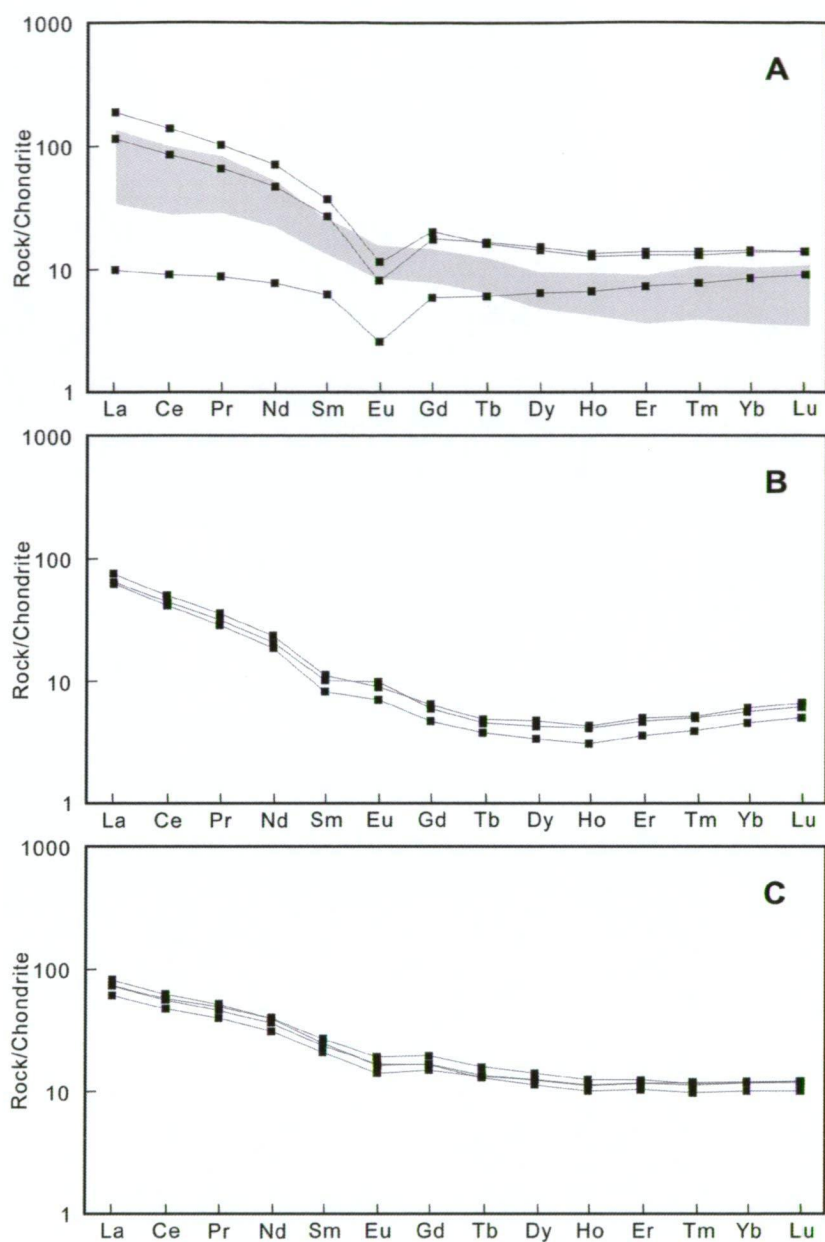 1000
A
100
Rock/Chondrite
10
1
La Ce Pr Nd Sm Eu Gd Tb Dy Ho Er Tm Yb Lu
1000
B
100
Rock/Chondrite
10
1
La Ce Pr Nd Sm Eu Gd Tb Dy Ho Er Tm Yb Lu
1000
C
100
Rock/Chondrite
10
1
La Ce Pr Nd Sm Eu Gd Tb Dy Ho Er Tm Yb Lu